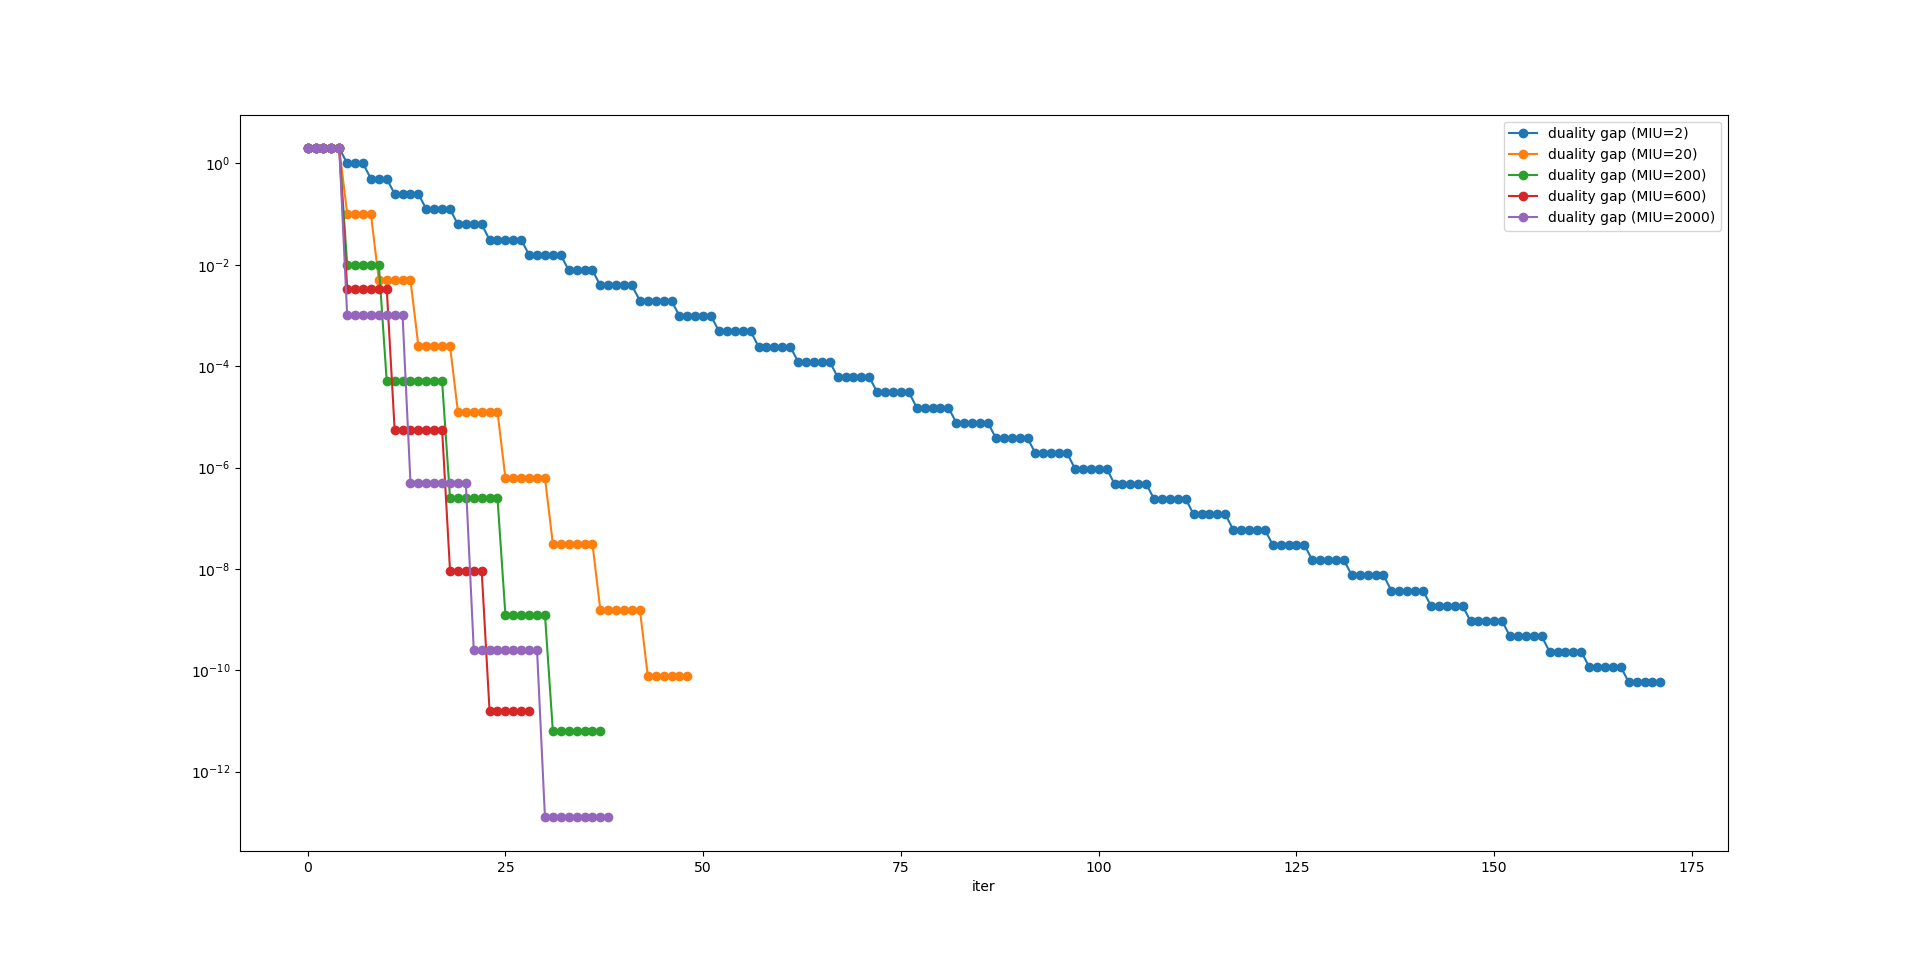 duality gap (MIU=2)
duality gap (MIU=20)
duality gap (MIU=200)
duality gap (MIU=600)
duality gap (MIU=2000)
10⁰
10⁻²
10⁻⁴
10⁻⁶
10⁻⁸
10⁻¹⁰
10⁻¹²
0 25 50 75 100 125 150 175
iter